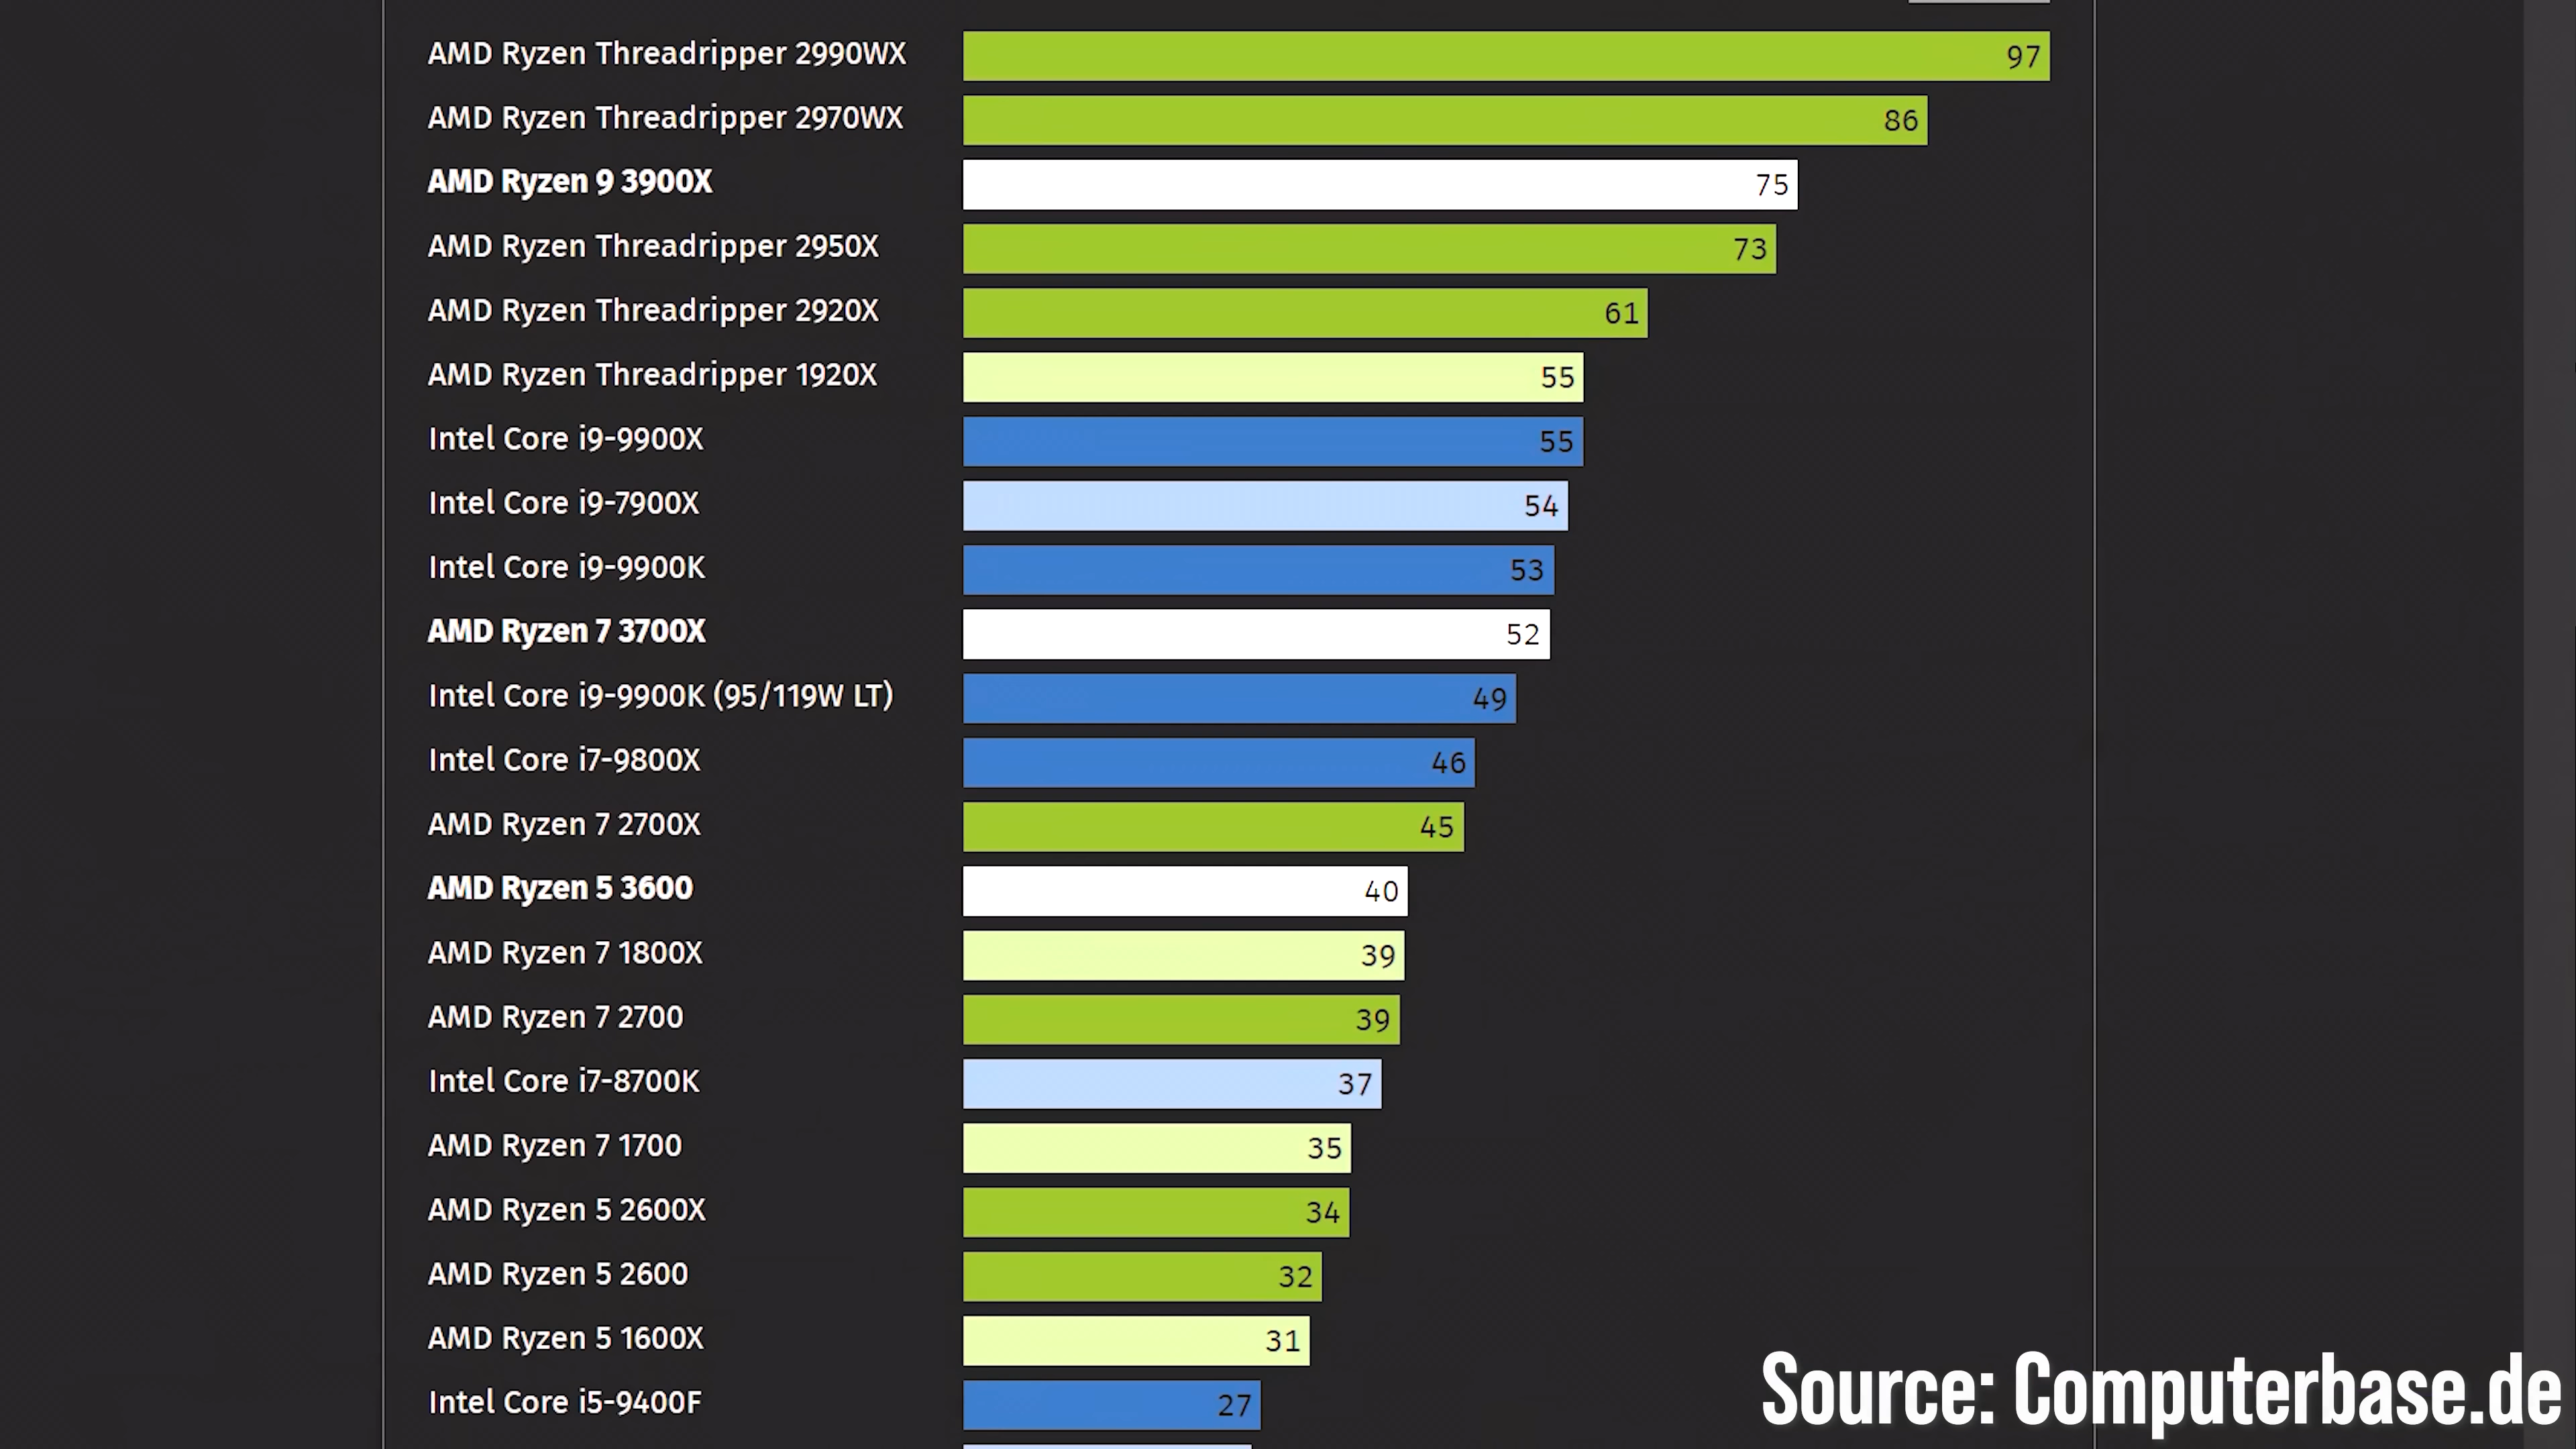 AMD Ryzen Threadripper 2990WX 97
AMD Ryzen Threadripper 2970WX 86
AMD Ryzen 9 3900X 75
AMD Ryzen Threadripper 2950X 73
AMD Ryzen Threadripper 2920X 61
AMD Ryzen Threadripper 1920X 55
Intel Core i9-9900X 55
Intel Core i9-7900X 54
Intel Core i9-9900K 53
AMD Ryzen 7 3700X 52
Intel Core i9-9900K (95/119W LT) 49
Intel Core i7-9800X 46
AMD Ryzen 7 2700X 45
AMD Ryzen 5 3600 40
AMD Ryzen 7 1800X 39
AMD Ryzen 7 2700 39
Intel Core i7-8700K 37
AMD Ryzen 7 1700 35
AMD Ryzen 5 2600X 34
AMD Ryzen 5 2600 32
AMD Ryzen 5 1600X 31
Intel Core i5-9400F 27
Source: Computerbase.de